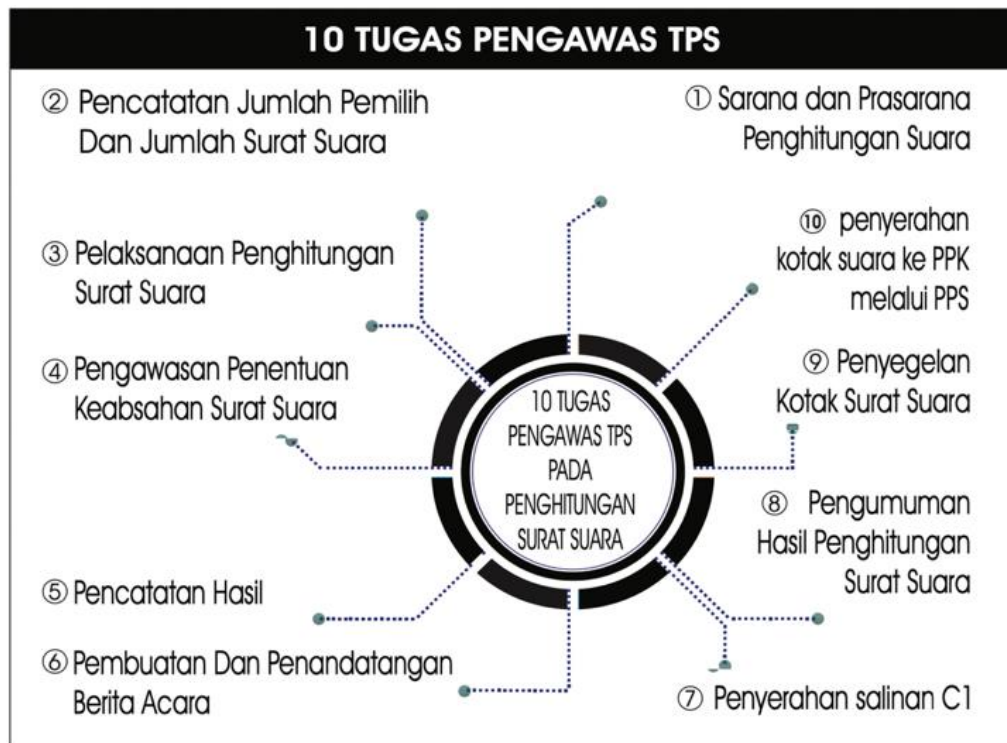 10 TUGAS PENGAWAS TPS
① Sarana dan Prasarana
Penghitungan Suara
② Pencatatan Jumlah Pemilih
Dan Jumlah Surat Suara
③ Pelaksanaan Penghitungan
Surat Suara
④ Pengawasan Penentuan
Keabsahan Surat Suara
⑤ Pencatatan Hasil
⑥ Pembuatan Dan Penandatangan
Berita Acara
⑦ Penyerahan salinan C1
⑧ Pengumuman
Hasil Penghitungan
Surat Suara
⑨ Penyegelan
Kotak Surat Suara
⑩ penyerahan
kotak suara ke PPK
melalui PPS
10 TUGAS
PENGAWAS TPS
PADA
PENGHITUNGAN
SURAT SUARA